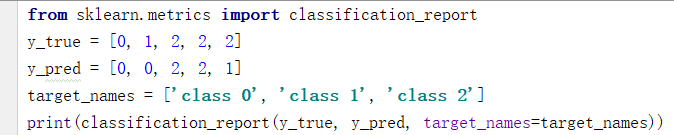 from sklearn.metrics import classification_report
y_true = [0, 1, 2, 2, 2]
y_pred = [0, 0, 2, 2, 1]
target_names = ['class 0', 'class 1', 'class 2']
print(classification_report(y_true, y_pred, target_names=target_names))